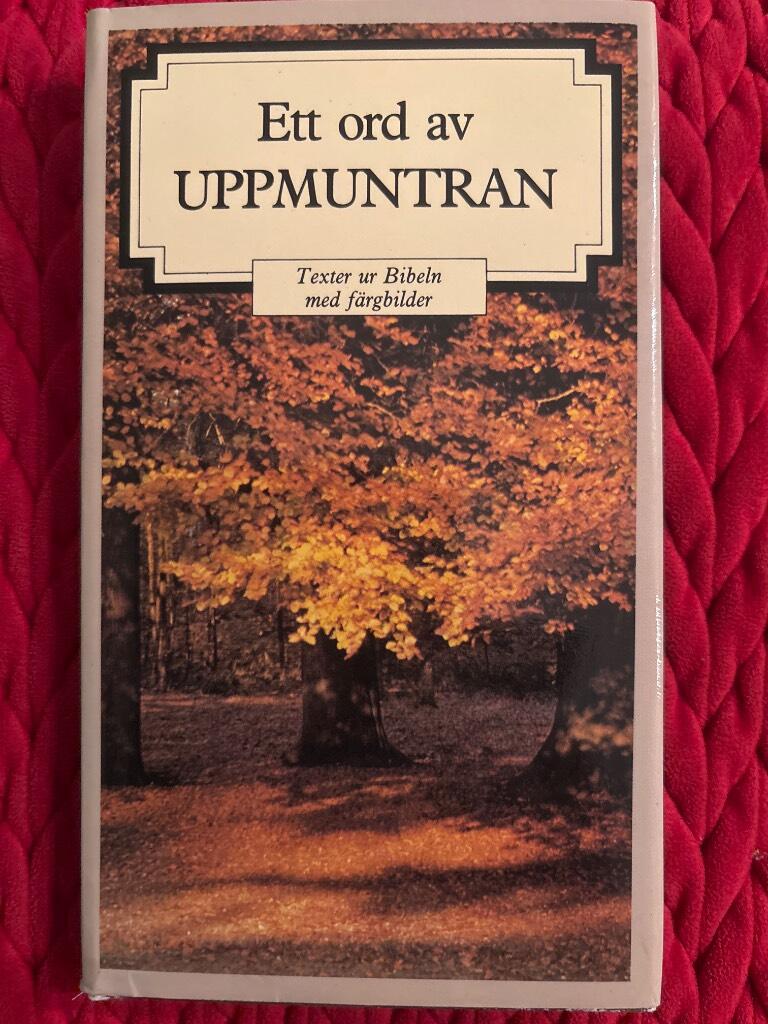 Ett ord av
UPPMUNTRAN
Texter ur Bibeln
med färgbilder